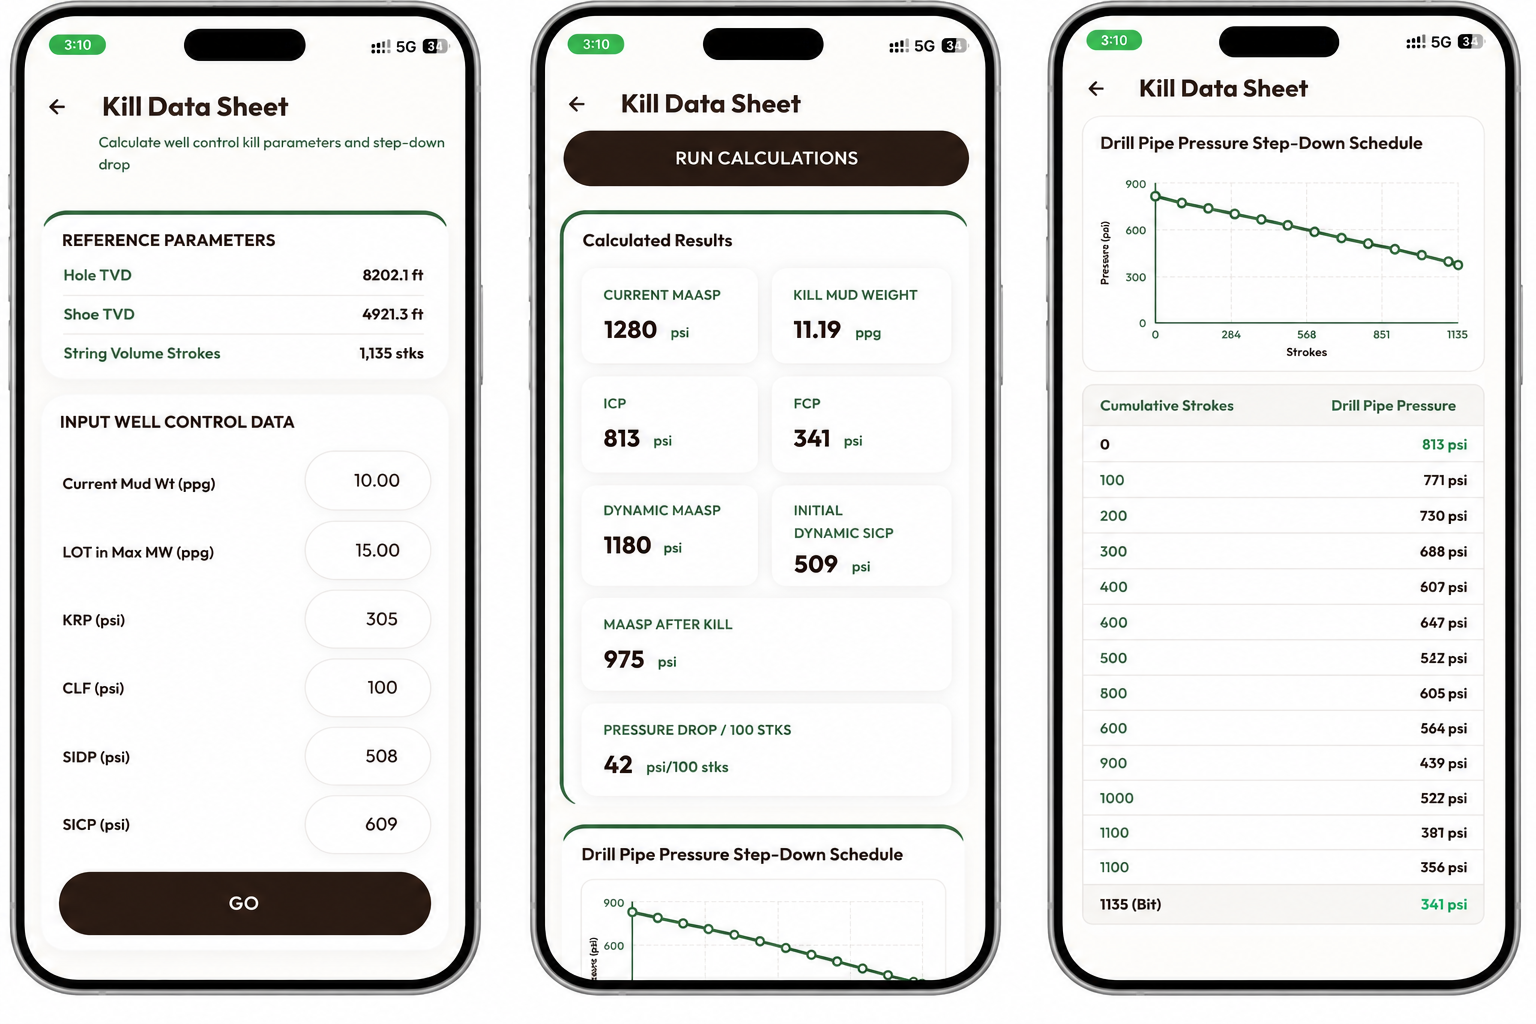 3:10
5G 34
Kill Data Sheet
Calculate well control kill parameters and step-down
drop
REFERENCE PARAMETERS
Hole TVD 8202.1 ft
Shoe TVD 4921.3 ft
String Volume Strokes 1,135 stks
INPUT WELL CONTROL DATA
Current Mud Wt (ppg) 10.00
LOT in Max MW (ppg) 15.00
KRP (psi) 305
CLF (psi) 100
SIDP (psi) 508
SICP (psi) 609
GO
3:10
5G 34
Kill Data Sheet
RUN CALCULATIONS
Calculated Results
CURRENT MAASP
1280 psi
KILL MUD WEIGHT
11.19 ppg
ICP
813 psi
FCP
341 psi
DYNAMIC MAASP
1180 psi
INITIAL
DYNAMIC SICP
509 psi
MAASP AFTER KILL
975 psi
PRESSURE DROP / 100 STKS
42 psi/100 stks
Drill Pipe Pressure Step-Down Schedule
900
600
3:10
5G 34
Kill Data Sheet
Drill Pipe Pressure Step-Down Schedule
900
600
300
0
0 284 568 851 1135
Strokes
Cumulative Strokes Drill Pipe Pressure
0 813 psi
100 771 psi
200 730 psi
300 688 psi
400 607 psi
600 647 psi
500 522 psi
800 605 psi
600 564 psi
900 439 psi
1000 522 psi
1100 381 psi
1100 356 psi
1135 (Bit) 341 psi